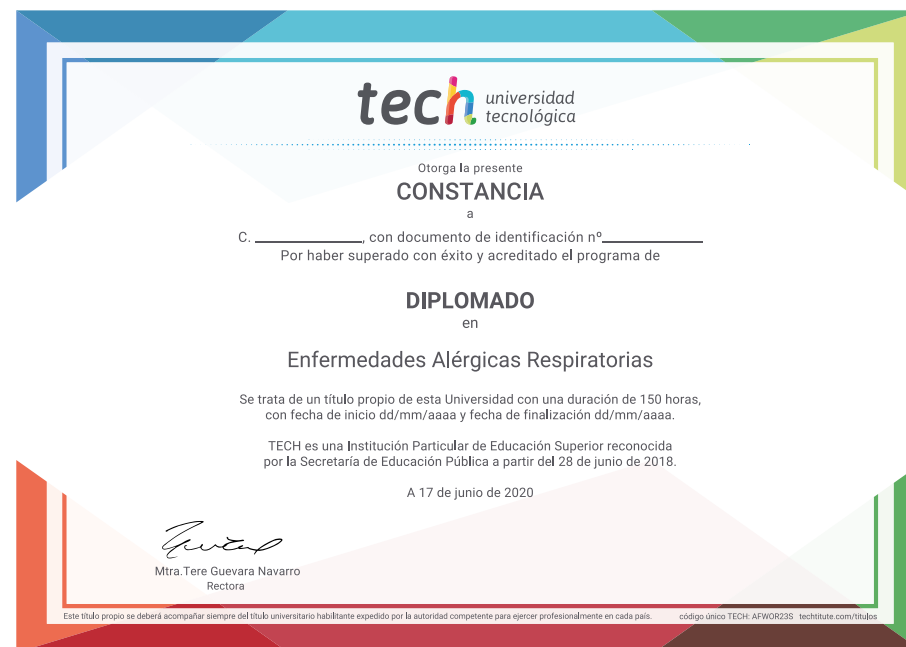 tech universidad
tecnológica
Otorga la presente
CONSTANCIA
a
C. ____________, con documento de identificación nº____________
Por haber superado con éxito y acreditado el programa de
DIPLOMADO
en
Enfermedades Alérgicas Respiratorias
Se trata de un título propio de esta Universidad con una duración de 150 horas,
con fecha de inicio dd/mm/aaaa y fecha de finalización dd/mm/aaaa.
TECH es una Institución Particular de Educación Superior reconocida
por la Secretaría de Educación Pública a partir del 28 de junio de 2018.
A 17 de junio de 2020
Mtra.Tere Guevara Navarro
Rectora
Este título propio se deberá acompañar siempre del título universitario habilitante expedido por la autoridad competente para ejercer profesionalmente en cada país. código único TECH: AFWOR23S techtitute.com/titulos